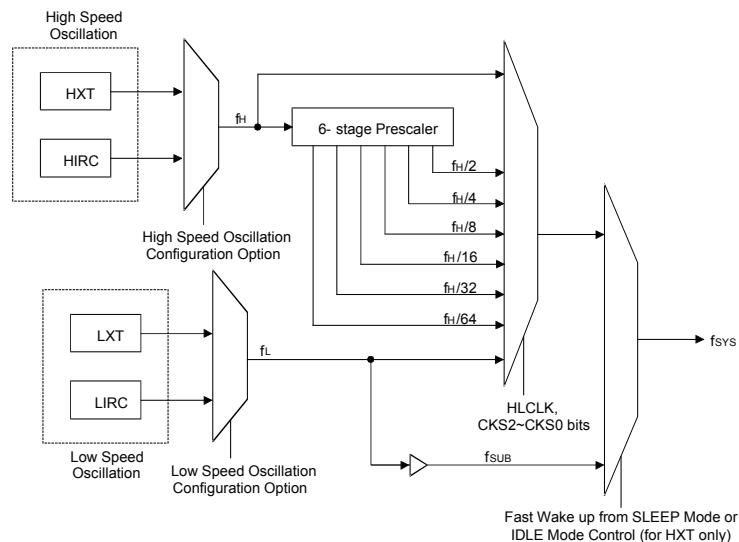 High Speed
Oscillation
HXT
HIRC
fH
6- stage Prescaler
fH/2
fH/4
fH/8
fH/16
fH/32
fH/64
High Speed Oscillation
Configuration Option
LXT
LIRC
fL
Low Speed
Oscillation
Low Speed Oscillation
Configuration Option
HLCLK,
CKS2~CKS0 bits
fSUB
fSYS
Fast Wake up from SLEEP Mode or
IDLE Mode Control (for HXT only)